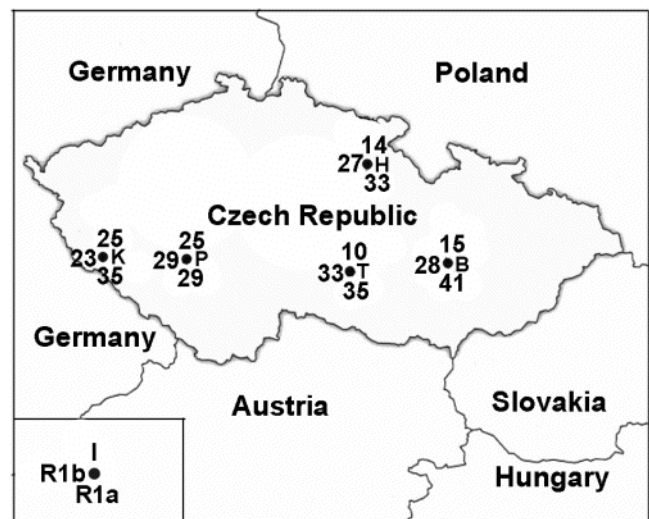 Germany
Poland
14
27 H
33
Czech Republic
25
23 K
35
25
29 P
29
10
33 T
35
15
28 B
41
Germany
Austria
Slovakia
Hungary
I
R1b
R1a